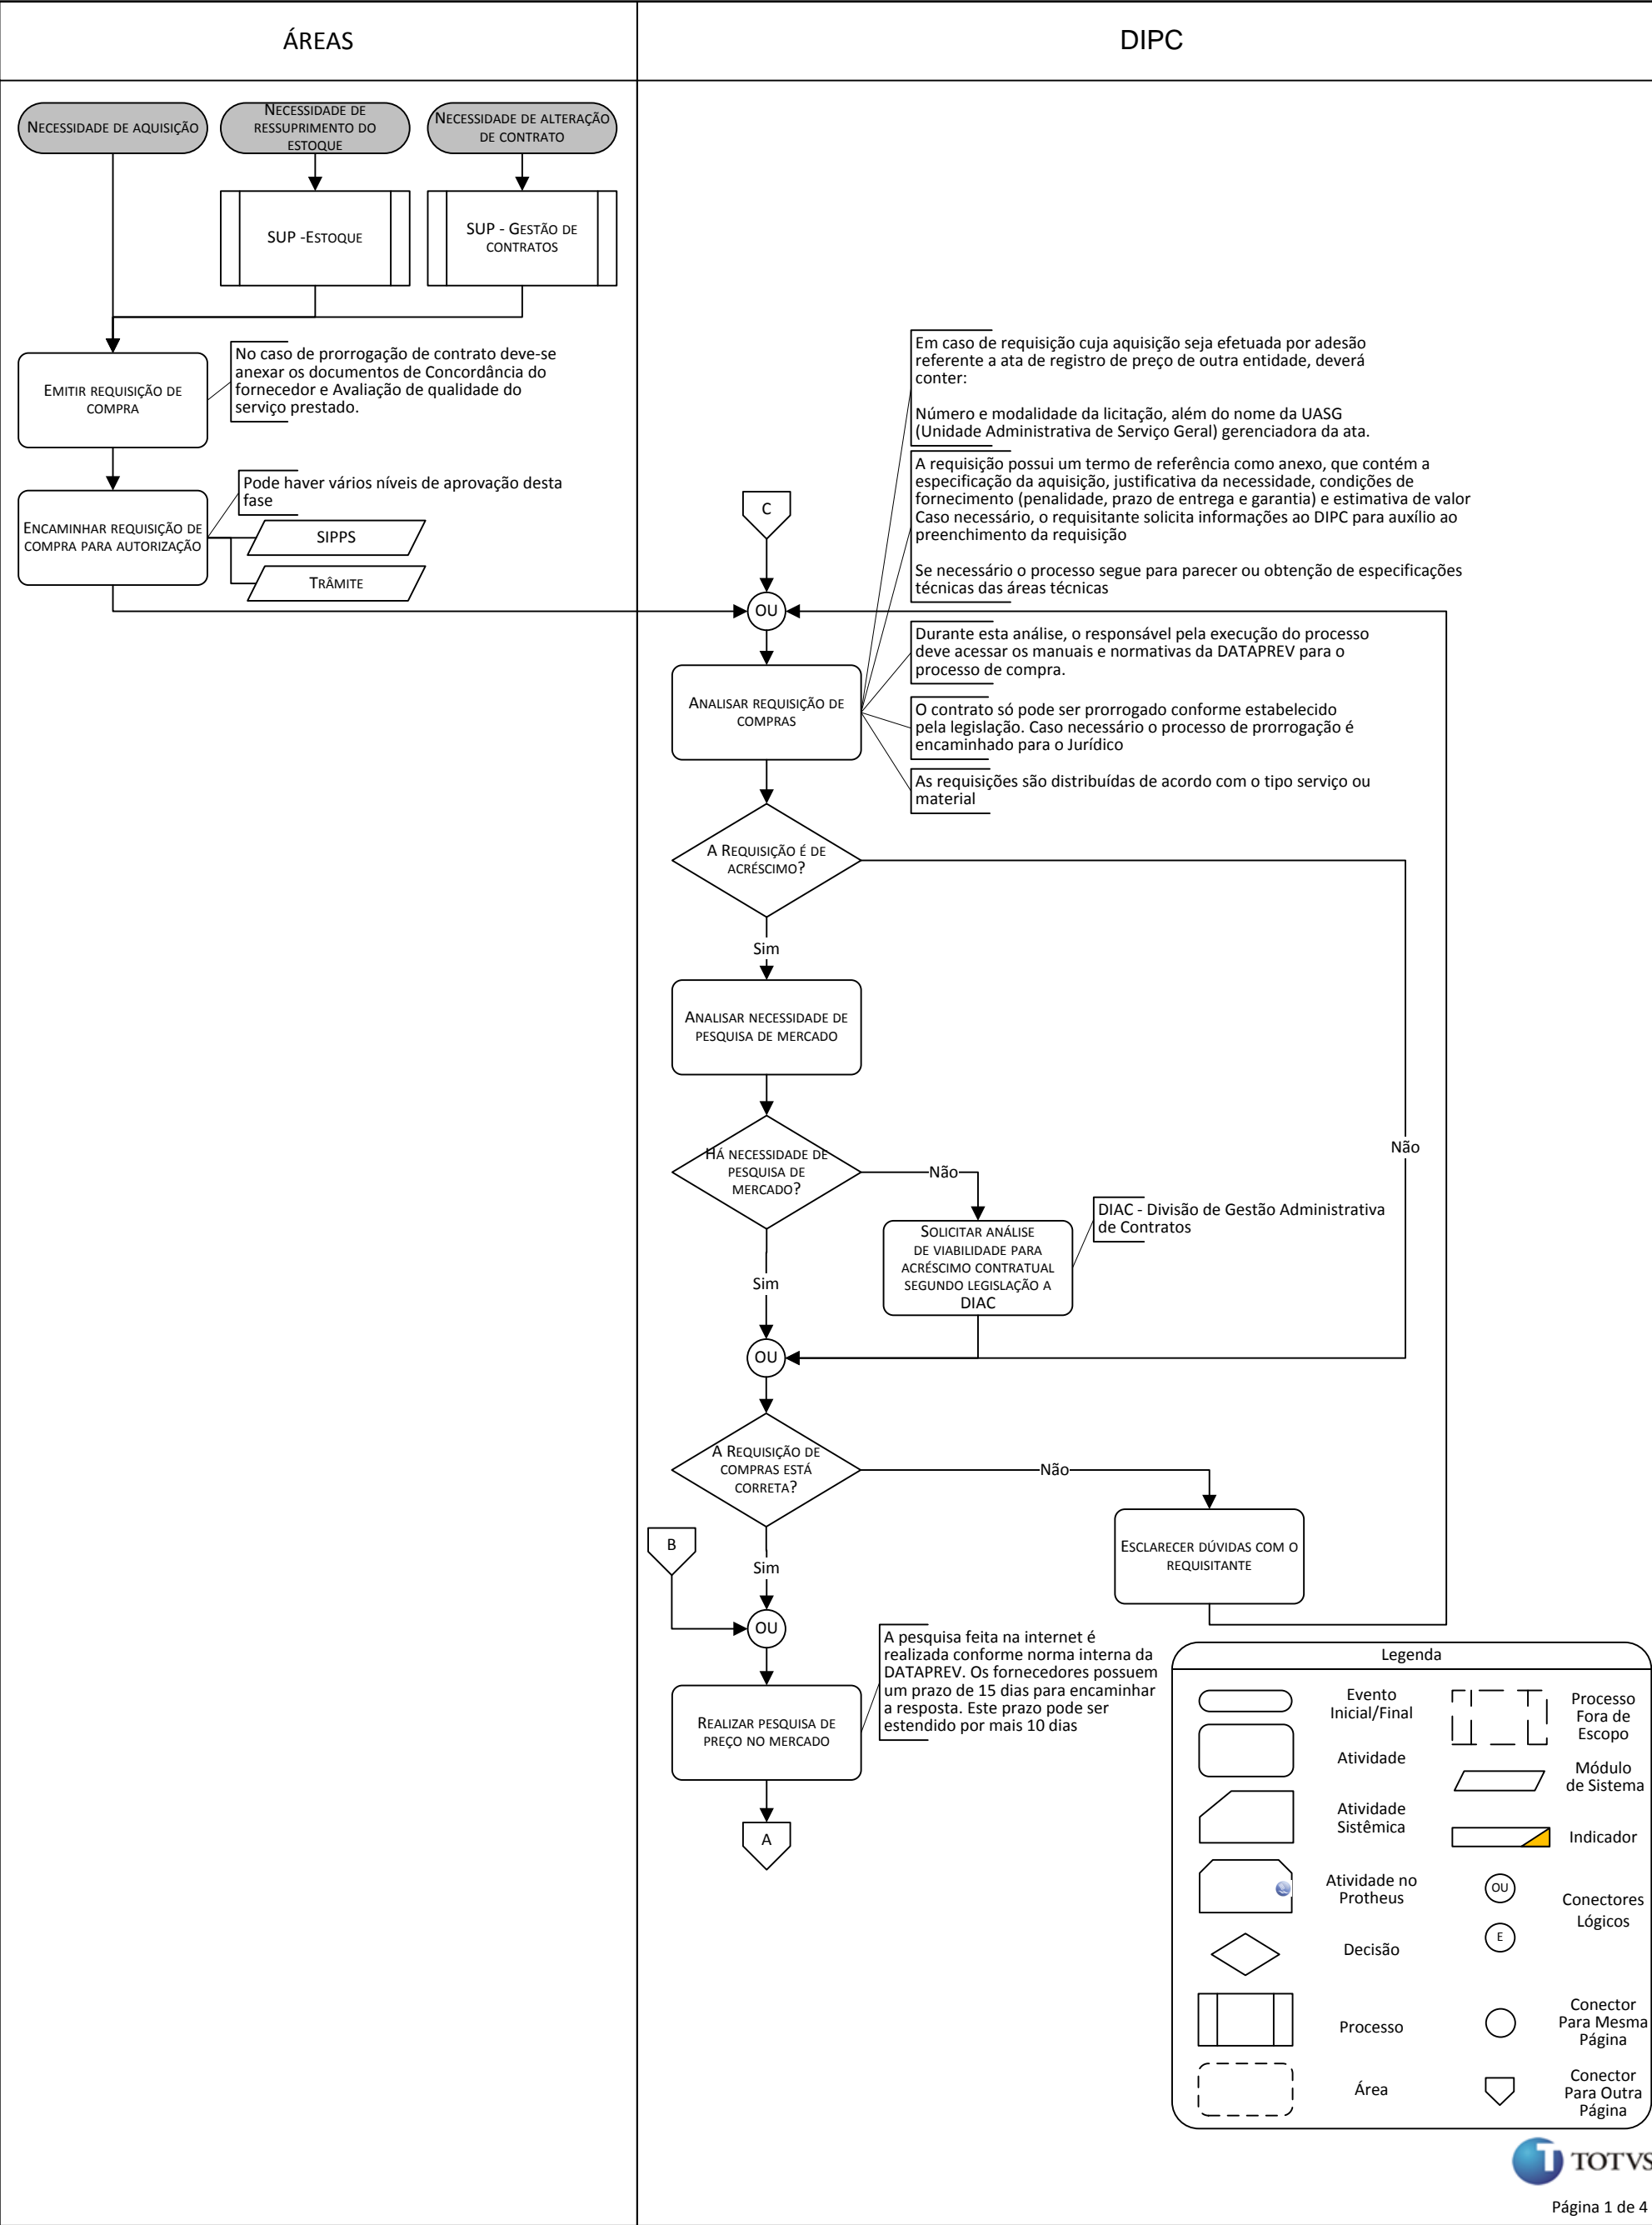 ÁREAS
DIPC
NECESSIDADE DE AQUISIÇÃO
NECESSIDADE DE
RESSUPRIMENTO DO
ESTOQUE
NECESSIDADE DE ALTERAÇÃO
DE CONTRATO
SUP -ESTOQUE
SUP - GESTÃO DE
CONTRATOS
EMITIR REQUISIÇÃO DE
COMPRA
No caso de prorrogação de contrato deve-se
anexar os documentos de Concordância do
fornecedor e Avaliação de qualidade do
serviço prestado.
ENCAMINHAR REQUISIÇÃO DE
COMPRA PARA AUTORIZAÇÃO
Pode haver vários níveis de aprovação desta
fase
SIPPS
TRÂMITE
C
OU
Em caso de requisição cuja aquisição seja efetuada por adesão
referente a ata de registro de preço de outra entidade, deverá
conter:
Número e modalidade da licitação, além do nome da UASG
(Unidade Administrativa de Serviço Geral) gerenciadora da ata.
A requisição possui um termo de referência como anexo, que contém a
especificação da aquisição, justificativa da necessidade, condições de
fornecimento (penalidade, prazo de entrega e garantia) e estimativa de valor
Caso necessário, o requisitante solicita informações ao DIPC para auxílio ao
preenchimento da requisição
Se necessário o processo segue para parecer ou obtenção de especificações
técnicas das áreas técnicas
Durante esta análise, o responsável pela execução do processo
deve acessar os manuais e normativas da DATAPREV para o
processo de compra.
ANALISAR REQUISIÇÃO DE
COMPRAS
O contrato só pode ser prorrogado conforme estabelecido
pela legislação. Caso necessário o processo de prorrogação é
encaminhado para o Jurídico
As requisições são distribuídas de acordo com o tipo serviço ou
material
A REQUISIÇÃO É DE
ACRÉSCIMO?
Sim
Não
ANALISAR NECESSIDADE DE
PESQUISA DE MERCADO
HÁ NECESSIDADE DE
PESQUISA DE
MERCADO?
Não
SOLICITAR ANÁLISE
DE VIABILIDADE PARA
ACRÉSCIMO CONTRATUAL
SEGUNDO LEGISLAÇÃO A
DIAC
DIAC - Divisão de Gestão Administrativa
de Contratos
Sim
OU
A REQUISIÇÃO DE
COMPRAS ESTÁ
CORRETA?
Não
ESCLARECER DÚVIDAS COM O
REQUISITANTE
B
Sim
OU
REALIZAR PESQUISA DE
PREÇO NO MERCADO
A pesquisa feita na internet é
realizada conforme norma interna da
DATAPREV. Os fornecedores possuem
um prazo de 15 dias para encaminhar
a resposta. Este prazo pode ser
estendido por mais 10 dias
A
Legenda
Evento
Inicial/Final
Atividade
Atividade
Sistêmica
Atividade no
Protheus
Decisão
Processo
Área
Processo
Fora de
Escopo
Módulo
de Sistema
Indicador
OU
E
Conectores
Lógicos
Conector
Para Mesma
Página
Conector
Para Outra
Página
TOTVS
Página 1 de 4